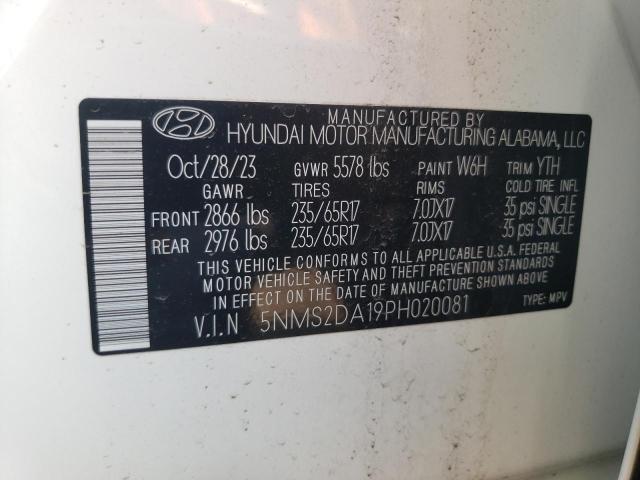 MANUFACTURED BY
HYUNDAI MOTOR MANUFACTURING ALABAMA, LLC
Oct/28/23 GVWR 5578 lbs PAINT W6H TRIM YTH
GAWR TIRES RIMS COLD TIRE INFL
FRONT 2866 lbs 235/65R17 7.0JX17 35 psi SINGLE
REAR 2976 lbs 235/65R17 7.0JX17 35 psi SINGLE
THIS VEHICLE CONFORMS TO ALL APPLICABLE U.S.A. FEDERAL
MOTOR VEHICLE SAFETY AND THEFT PREVENTION STANDARDS
IN EFFECT ON THE DATE OF MANUFACTURE SHOWN ABOVE
V.I.N 5NMS2DA19PH020081 TYPE: MPV